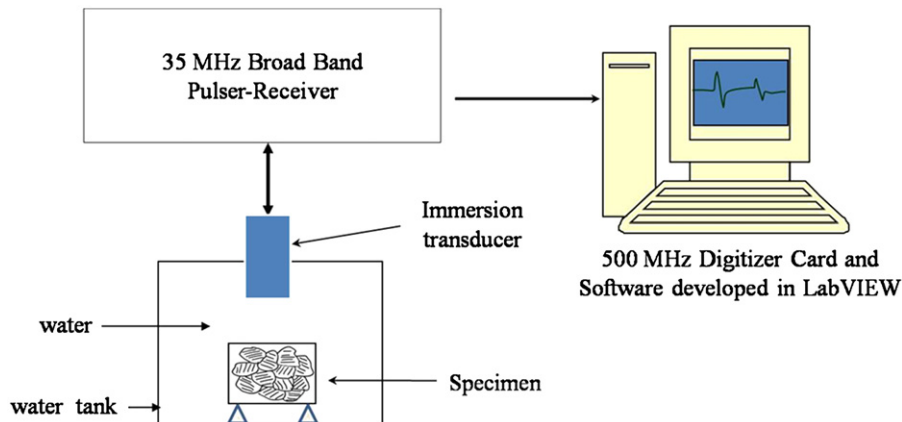 35 MHz Broad Band
Pulser-Receiver
Immersion
transducer
500 MHz Digitizer Card and
Software developed in LabVIEW
water
Specimen
water tank